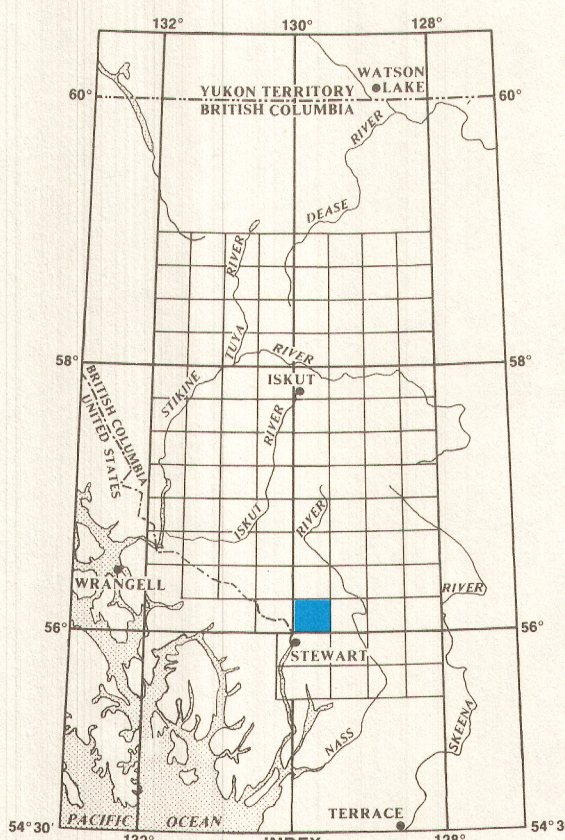 132° 130° 128°
WATSON
LAKE
60° YUKON TERRITORY 60°
BRITISH COLUMBIA
RIVER
DEASE
RIVER
TUYA
58° RIVER 58°
ISKUT
STIKINE
BRITISH COLUMBIA
UNITED STATES
RIVER
ISKUT
RIVER
WRANGELL
RIVER
56° 56°
STEWART
NASS
SKEENA
TERRACE
54°30'
PACIFIC OCEAN